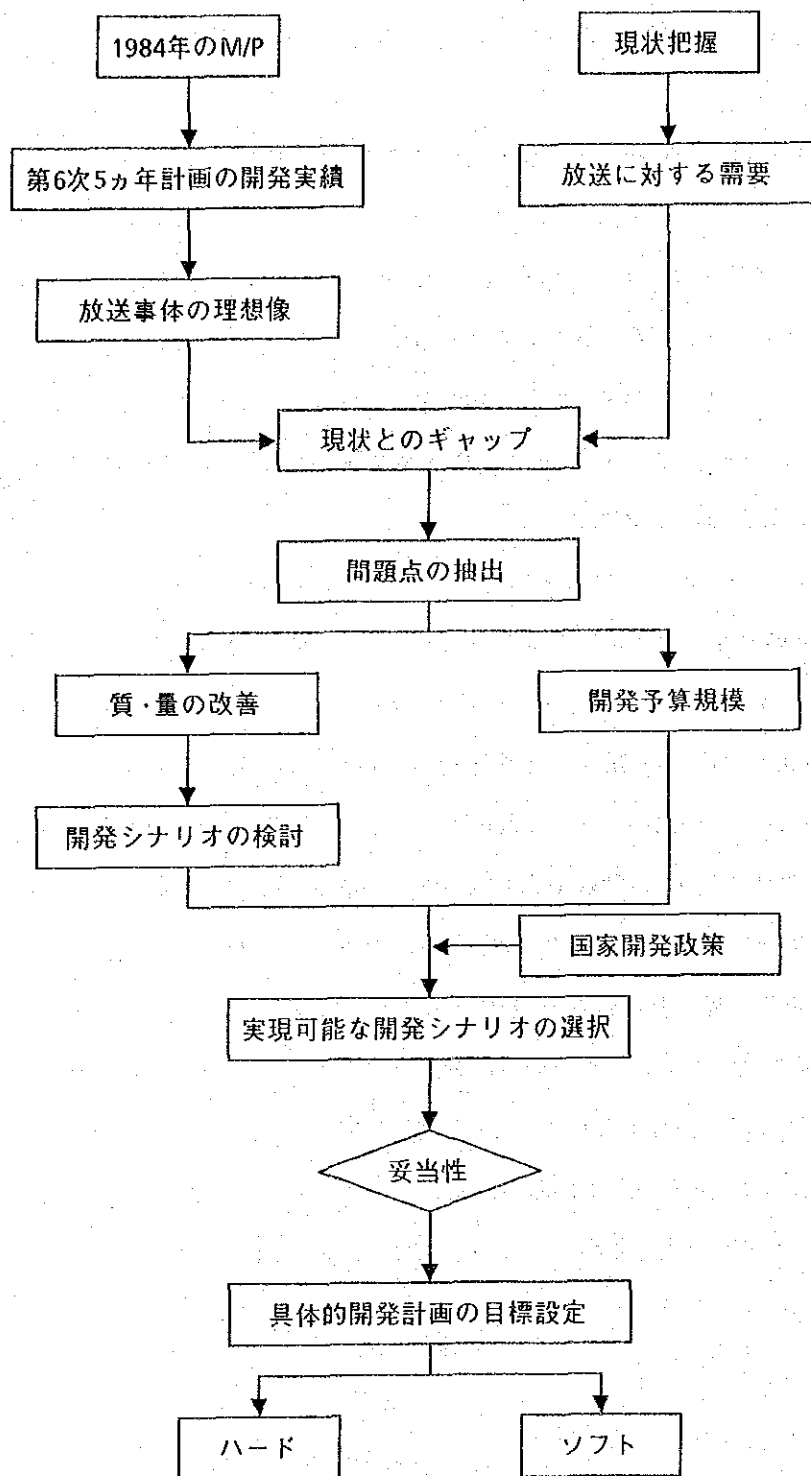 1984年のM/P
現状把握
第6次5ヵ年計画の開発実績
放送に対する需要
放送事体の理想像
現状とのギャップ
問題点の抽出
質・量の改善
開発予算規模
開発シナリオの検討
国家開発政策
実現可能な開発シナリオの選択
妥当性
具体的開発計画の目標設定
ハード
ソフト